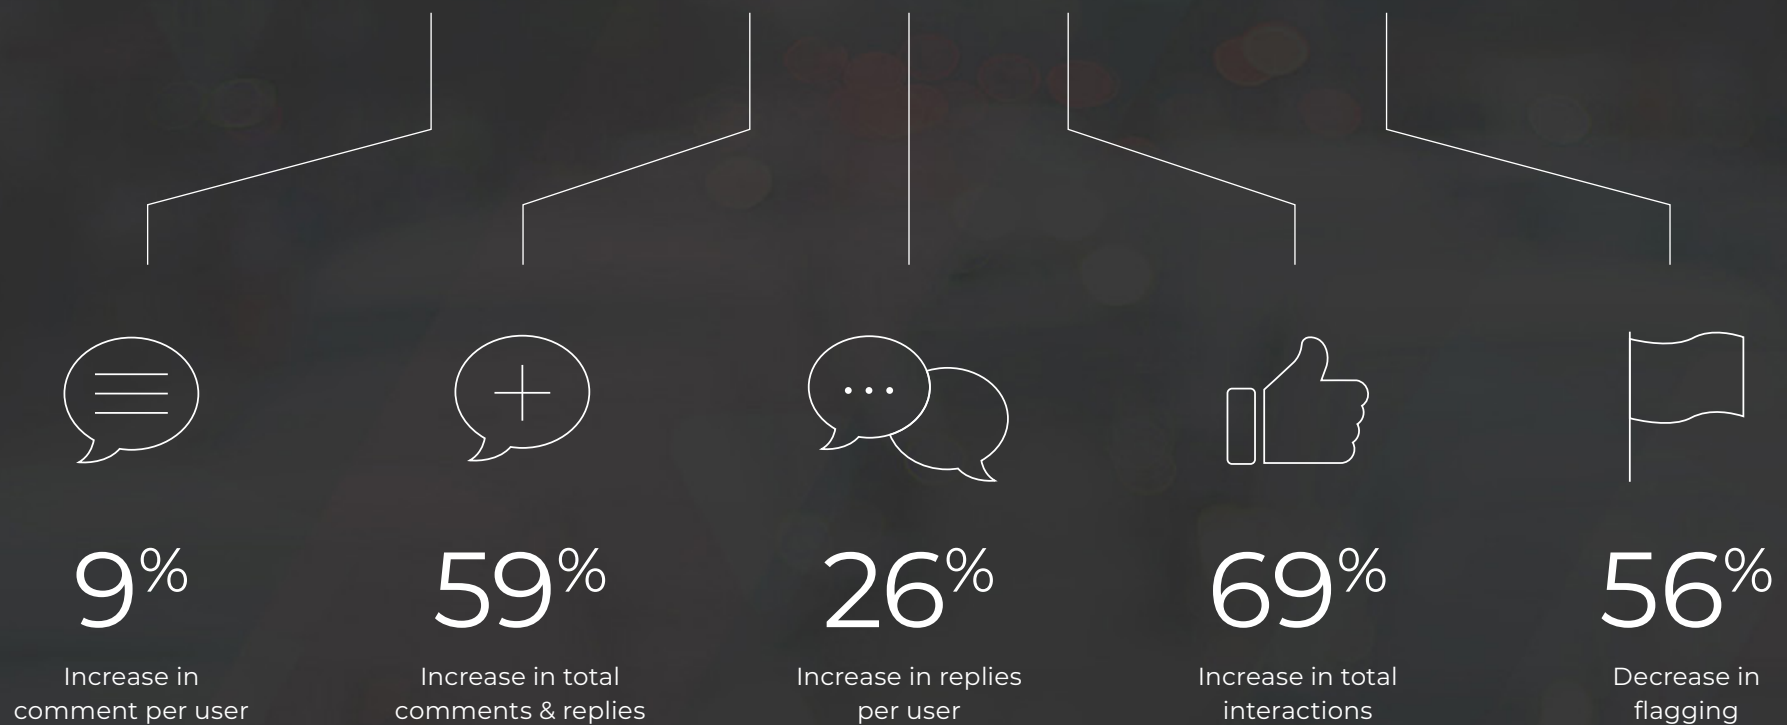 9% 59% 26% 69% 56%
Increase in
comment per user
Increase in total
comments & replies
Increase in replies
per user
Increase in total
interactions
Decrease in
flagging